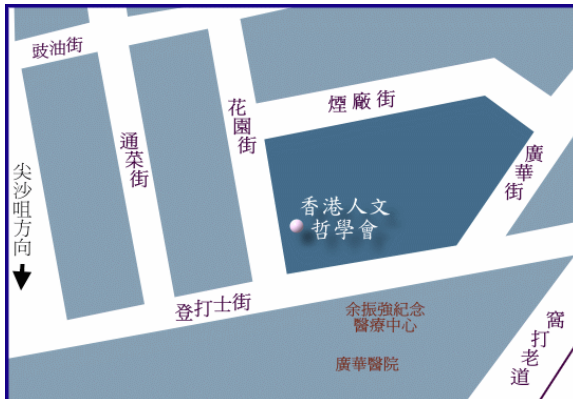 豉油街
通菜街
花園街
煙廠街
廣華街
尖沙咀方向
香港人文
哲學會
登打士街
余振強紀念
醫療中心
廣華醫院
窩打老道